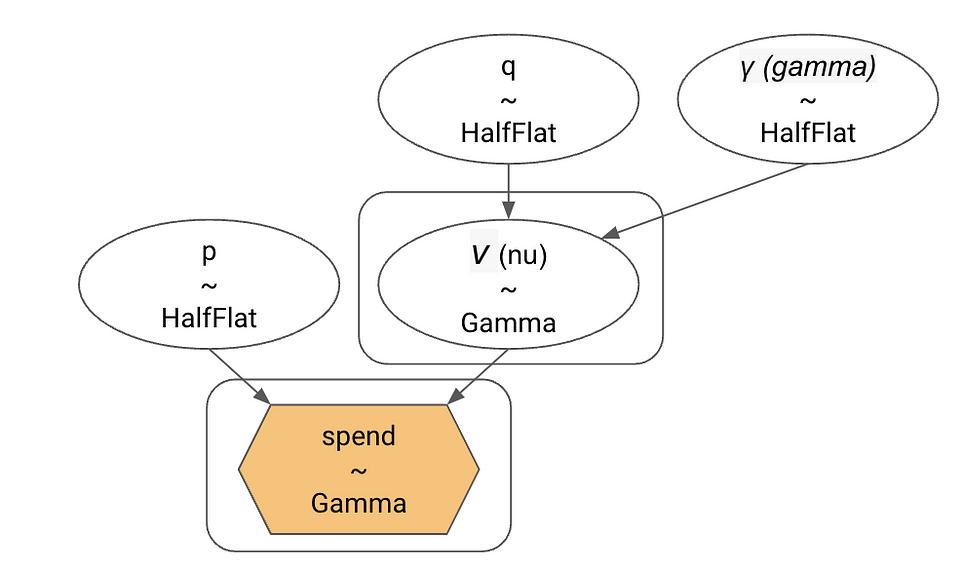 q
~
HalfFlat
γ (gamma)
~
HalfFlat
p
~
HalfFlat
ν (nu)
~
Gamma
spend
~
Gamma